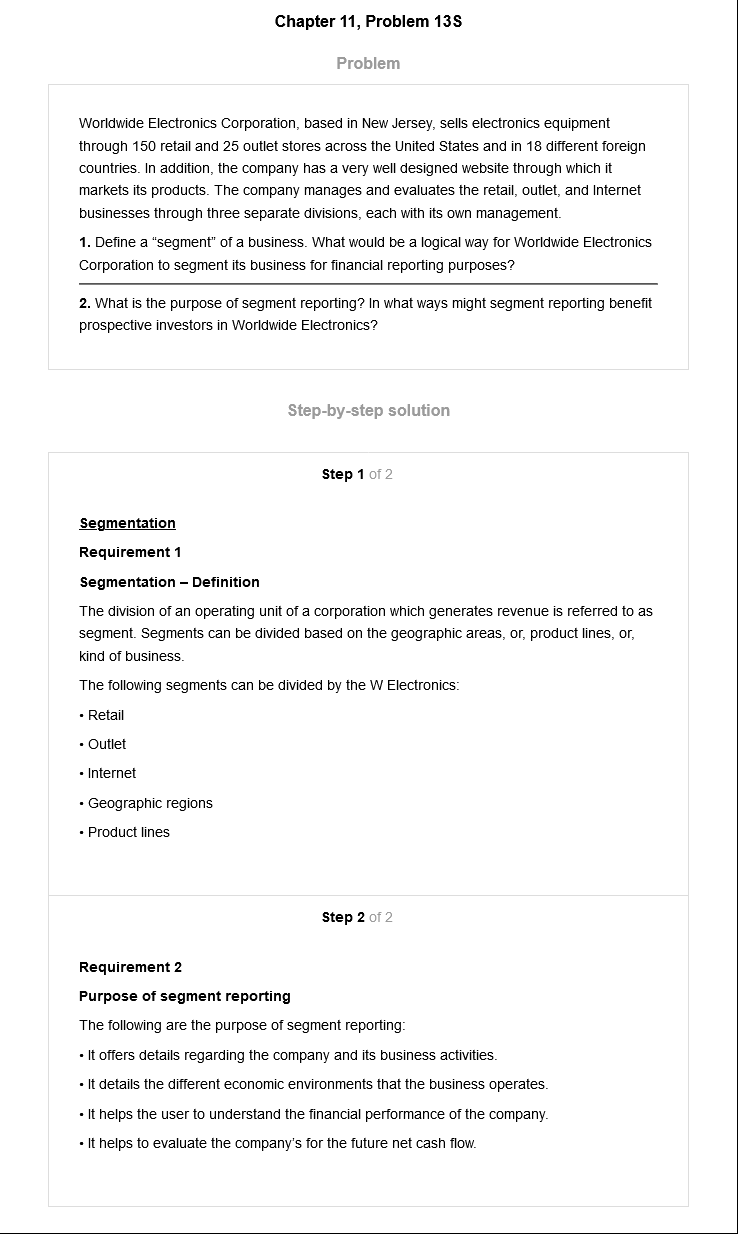 Chapter 11, Problem 13S
Problem
Worldwide Electronics Corporation, based in New Jersey, sells electronics equipment
through 150 retail and 25 outlet stores across the United States and in 18 different foreign
countries. In addition, the company has a very well designed website through which it
markets its products. The company manages and evaluates the retail, outlet, and Internet
businesses through three separate divisions, each with its own management.
1. Define a “segment” of a business. What would be a logical way for Worldwide Electronics
Corporation to segment its business for financial reporting purposes?
2. What is the purpose of segment reporting? In what ways might segment reporting benefit
prospective investors in Worldwide Electronics?
Step-by-step solution
Step 1 of 2
Segmentation
Requirement 1
Segmentation – Definition
The division of an operating unit of a corporation which generates revenue is referred to as
segment. Segments can be divided based on the geographic areas, or, product lines, or,
kind of business.
The following segments can be divided by the W Electronics:
• Retail
• Outlet
• Internet
• Geographic regions
• Product lines
Step 2 of 2
Requirement 2
Purpose of segment reporting
The following are the purpose of segment reporting:
• It offers details regarding the company and its business activities.
• It details the different economic environments that the business operates.
• It helps the user to understand the financial performance of the company.
• It helps to evaluate the company’s for the future net cash flow.